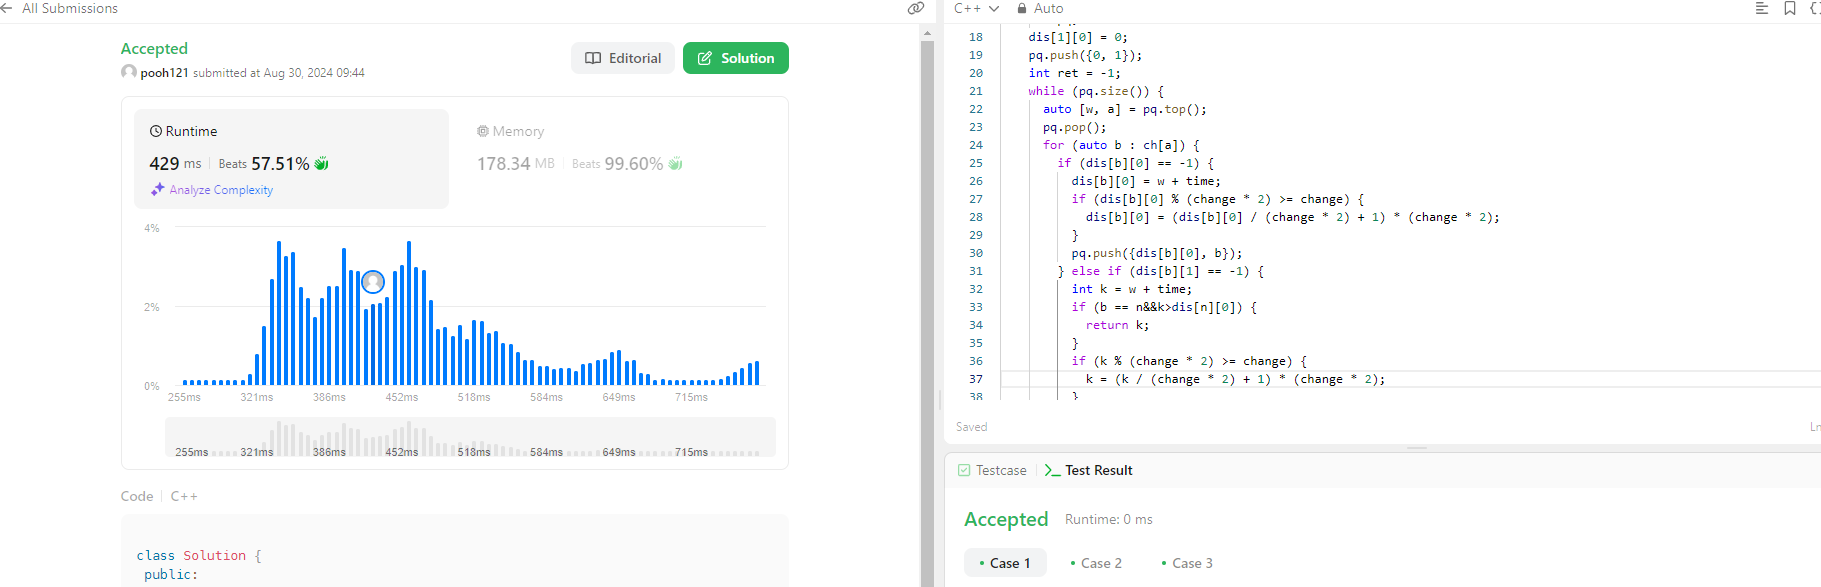 All Submissions
Accepted
pooh121 submitted at Aug 30, 2024 09:44
Editorial
Solution
Runtime
429 ms | Beats 57.51%
Analyze Complexity
Memory
178.34 MB | Beats 99.60%
4%
2%
0%
255ms 321ms 386ms 452ms 518ms 584ms 649ms 715ms
255ms 321ms 386ms 452ms 518ms 584ms 649ms 715ms
Code | C++
class Solution {
public:
C++ Auto
18 dis[1][0] = 0;
19 pq.push({0, 1});
20 int ret = -1;
21 while (pq.size()) {
22 auto [w, a] = pq.top();
23 pq.pop();
24 for (auto b : ch[a]) {
25 if (dis[b][0] == -1) {
26 dis[b][0] = w + time;
27 if (dis[b][0] % (change * 2) >= change) {
28 dis[b][0] = (dis[b][0] / (change * 2) + 1) * (change * 2);
29 }
30 pq.push({dis[b][0], b});
31 } else if (dis[b][1] == -1) {
32 int k = w + time;
33 if (b == n&&k>dis[n][0]) {
34 return k;
35 }
36 if (k % (change * 2) >= change) {
37 k = (k / (change * 2) + 1) * (change * 2);
38 }
Saved
Ln
Testcase | Test Result
Accepted Runtime: 0 ms
• Case 1 • Case 2 • Case 3